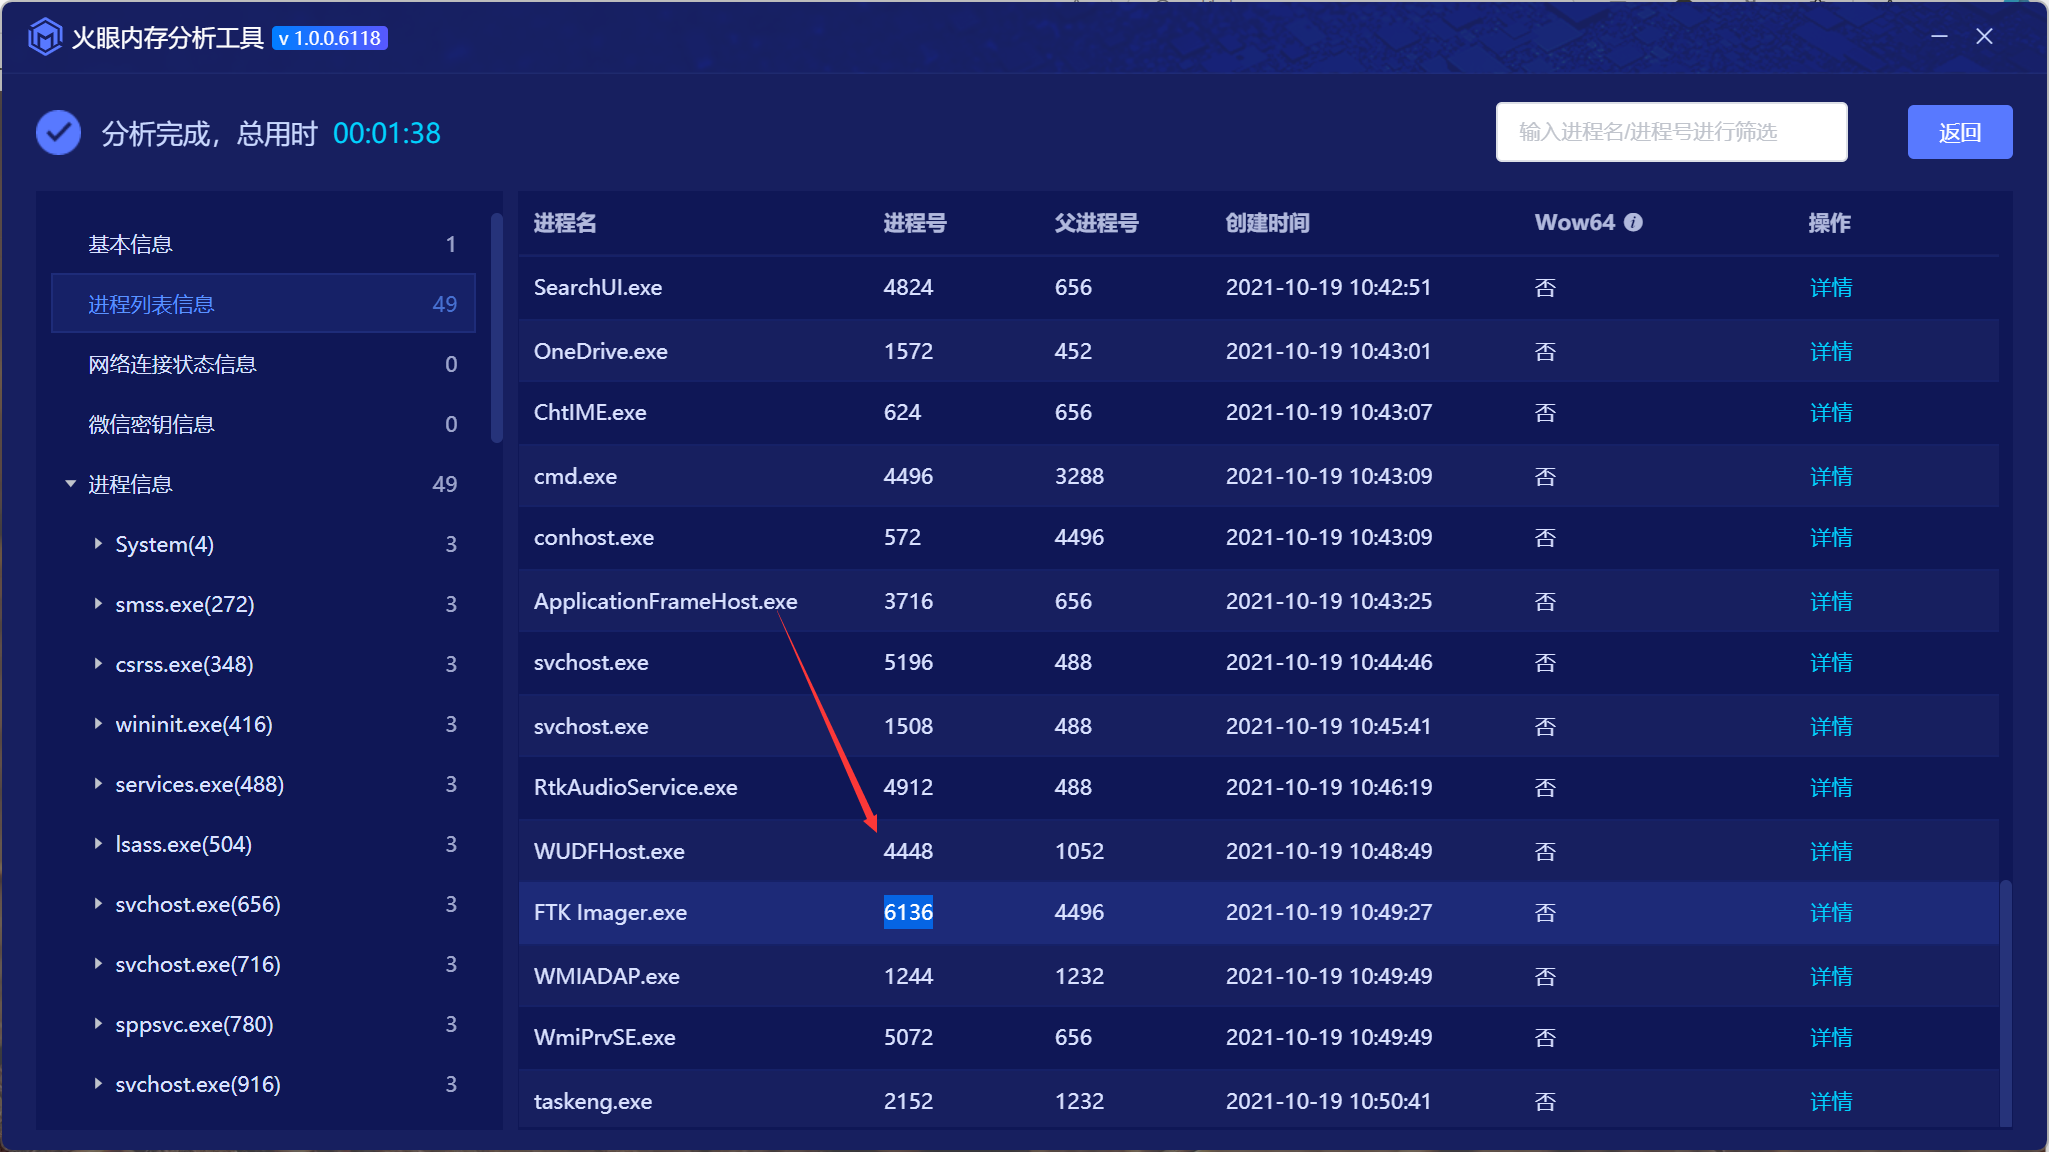 火眼内存分析工具 v 1.0.0.6118
分析完成，总用时 00:01:38
输入进程名/进程号进行筛选
返回
基本信息 1
进程列表信息 49
网络连接状态信息 0
微信密钥信息 0
进程信息 49
System(4) 3
smss.exe(272) 3
csrss.exe(348) 3
wininit.exe(416) 3
services.exe(488) 3
lsass.exe(504) 3
svchost.exe(656) 3
svchost.exe(716) 3
sppsvc.exe(780) 3
svchost.exe(916) 3
进程名 进程号 父进程号 创建时间 Wow64 操作
SearchUI.exe 4824 656 2021-10-19 10:42:51 否 详情
OneDrive.exe 1572 452 2021-10-19 10:43:01 否 详情
ChtIME.exe 624 656 2021-10-19 10:43:07 否 详情
cmd.exe 4496 3288 2021-10-19 10:43:09 否 详情
conhost.exe 572 4496 2021-10-19 10:43:09 否 详情
ApplicationFrameHost.exe 3716 656 2021-10-19 10:43:25 否 详情
svchost.exe 5196 488 2021-10-19 10:44:46 否 详情
svchost.exe 1508 488 2021-10-19 10:45:41 否 详情
RtkAudioService.exe 4912 488 2021-10-19 10:46:19 否 详情
WUDFHost.exe 4448 1052 2021-10-19 10:48:49 否 详情
FTK Imager.exe 6136 4496 2021-10-19 10:49:27 否 详情
WMIADAP.exe 1244 1232 2021-10-19 10:49:49 否 详情
WmiPrvSE.exe 5072 656 2021-10-19 10:49:49 否 详情
taskeng.exe 2152 1232 2021-10-19 10:50:41 否 详情